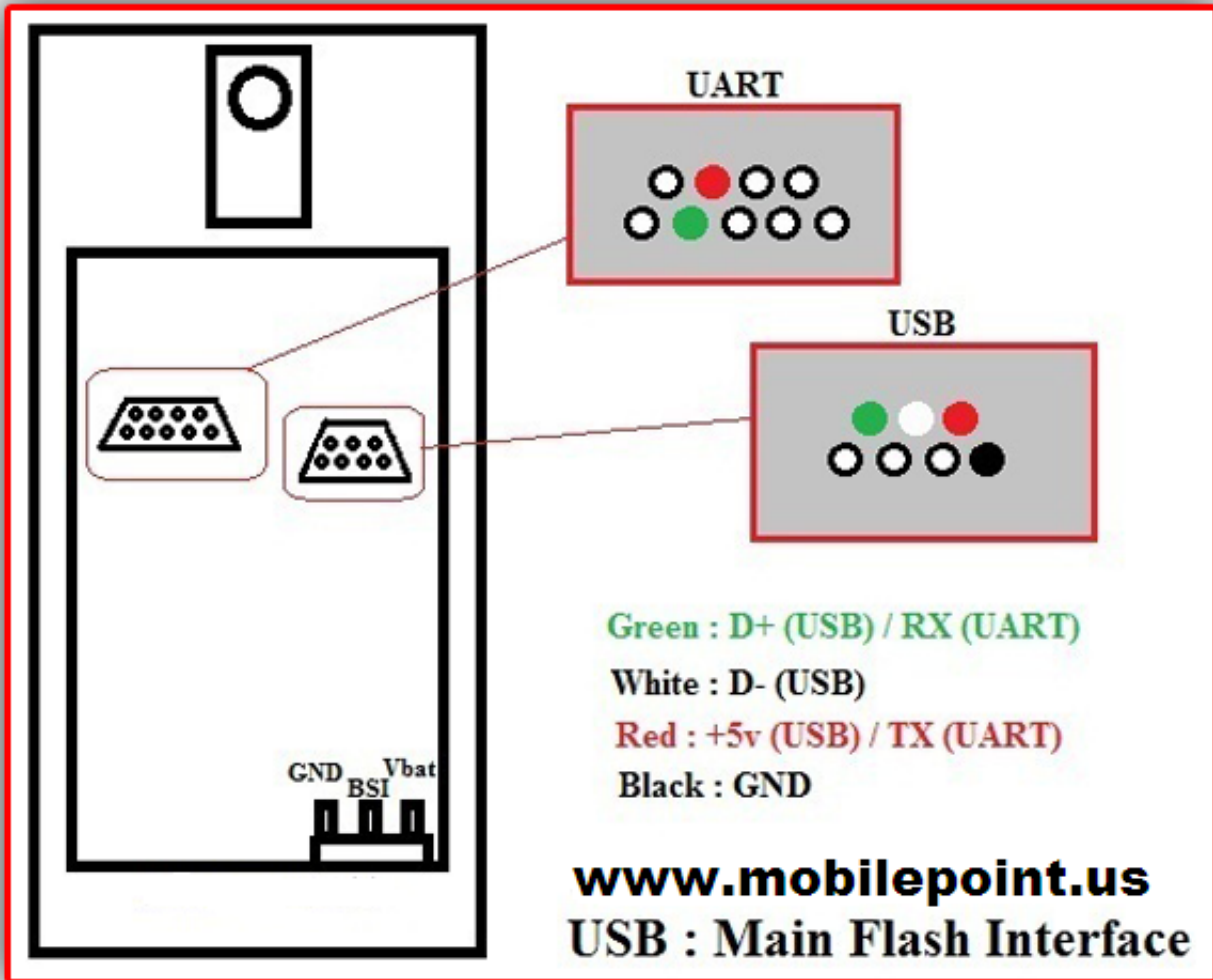 UART
USB
Green : D+ (USB) / RX (UART)
White : D- (USB)
Red : +5v (USB) / TX (UART)
Black : GND
GND BSI Vbat
www.mobilepoint.us
USB : Main Flash Interface